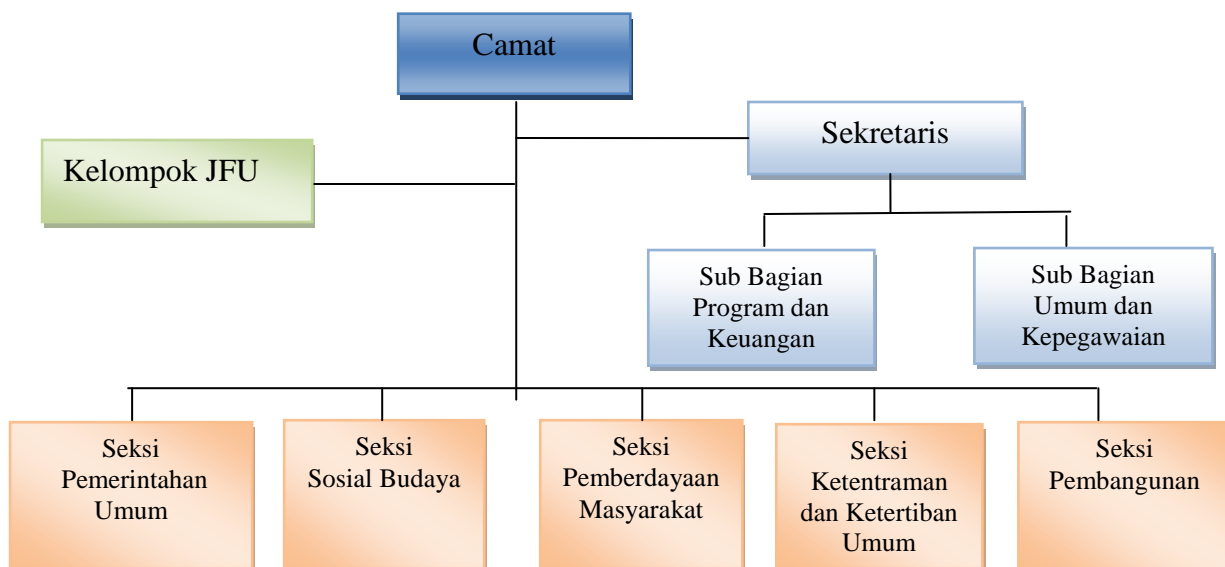 Camat
Sekretaris
Kelompok JFU
Sub Bagian
Program dan
Keuangan
Sub Bagian
Umum dan
Kepegawaian
Seksi
Pemerintahan
Umum
Seksi
Sosial Budaya
Seksi
Pemberdayaan
Masyarakat
Seksi
Ketentraman
dan Ketertiban
Umum
Seksi
Pembangunan